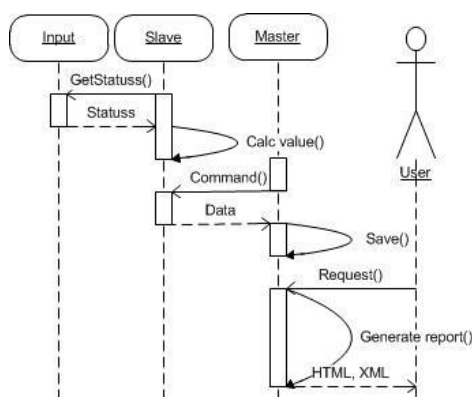 Input
Slave
Master
GetStatuss()
Statuss
Calc value()
Command()
User
Data
Save()
Request()
Generate report()
HTML, XML